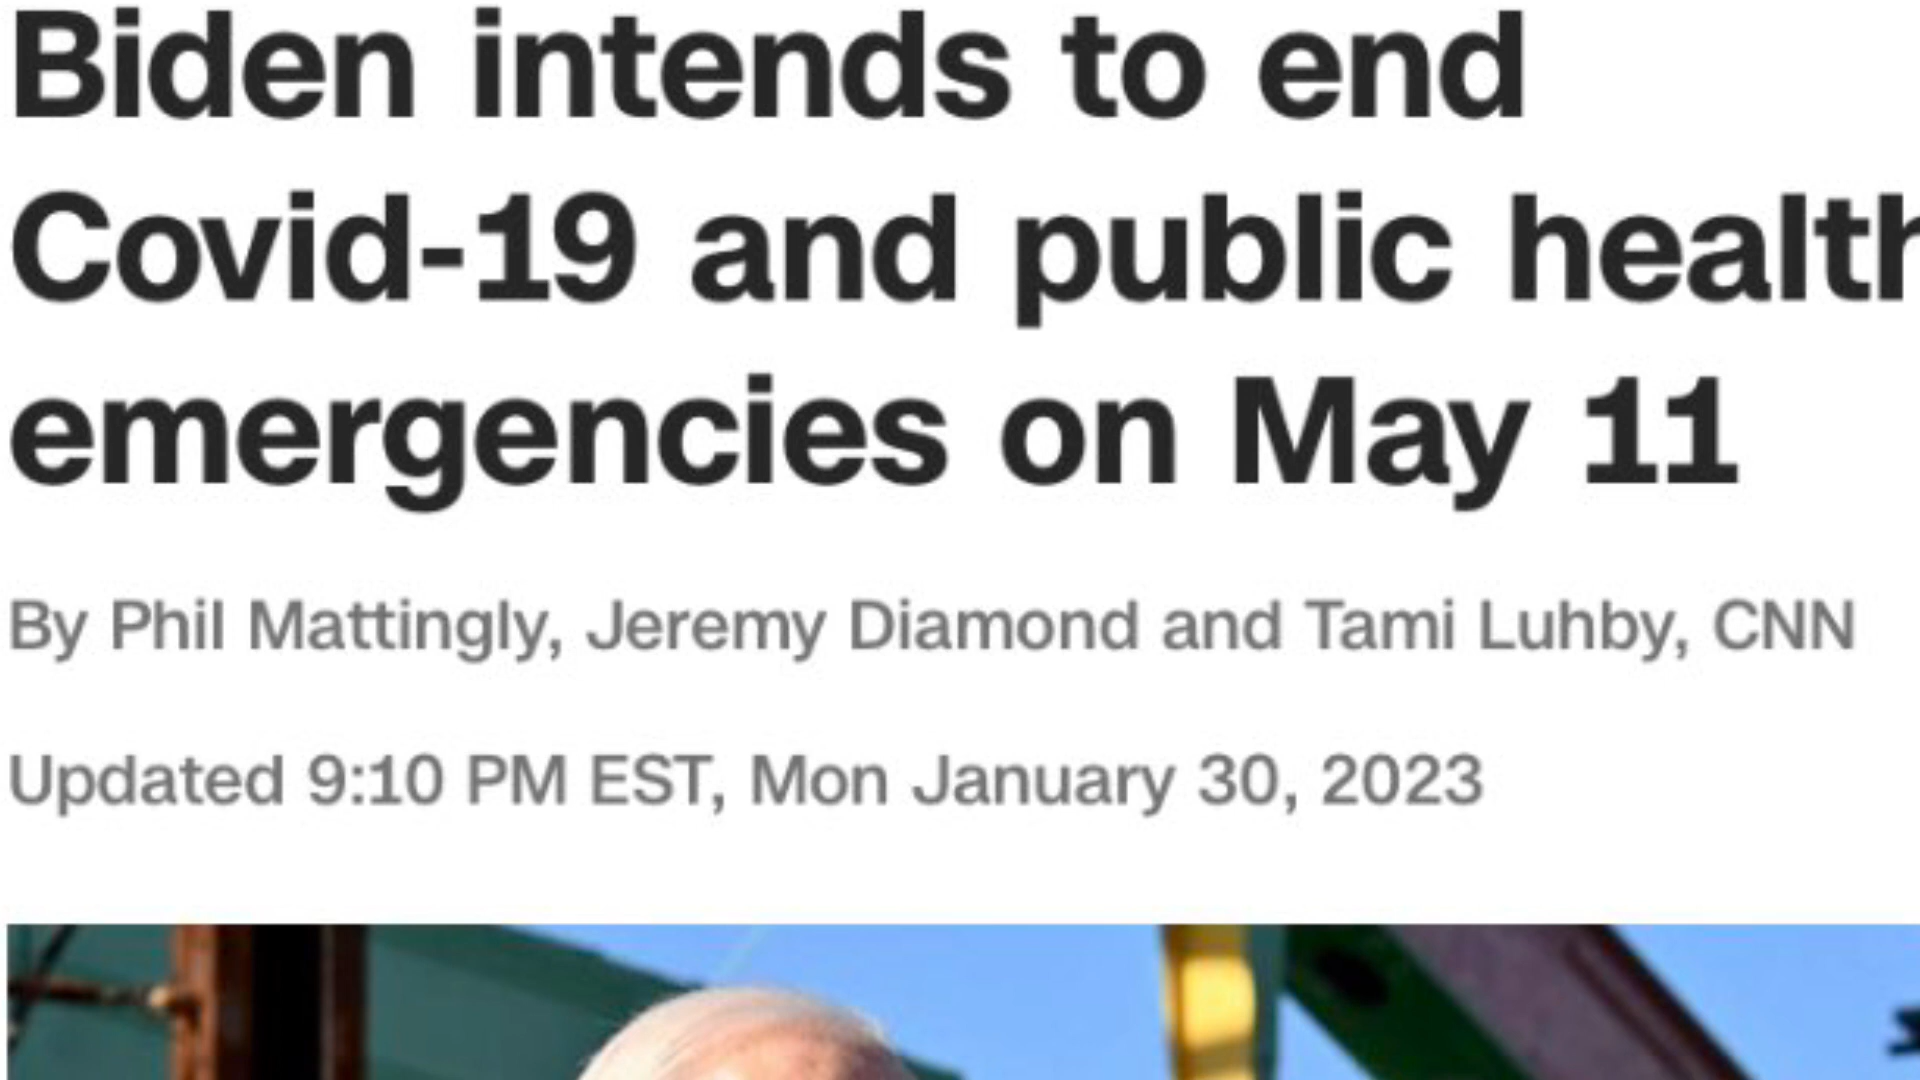 Biden intends to end
Covid-19 and public health
emergencies on May 11
By Phil Mattingly, Jeremy Diamond and Tami Luhby, CNN
Updated 9:10 PM EST, Mon January 30, 2023